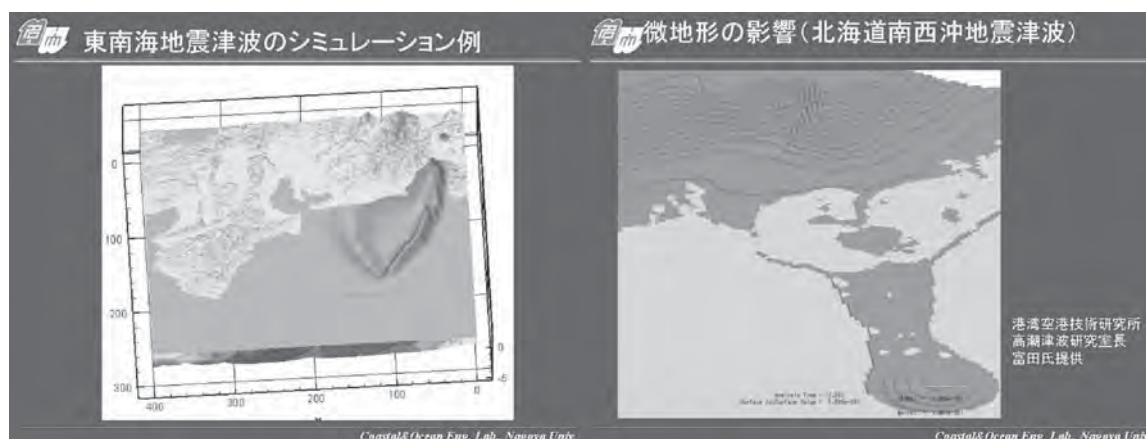 東南海地震津波のシミュレーション例
0
100
200
300
400
300
200
100
0
0
-5
Coastal&Ocean Eng. Lab., Nagoya Univ
微地形の影響(北海道南西沖地震津波)
港湾空港技術研究所
高潮津波研究室長
富田氏提供
Coastal&Ocean Eng. Lab., Nagoya Univ